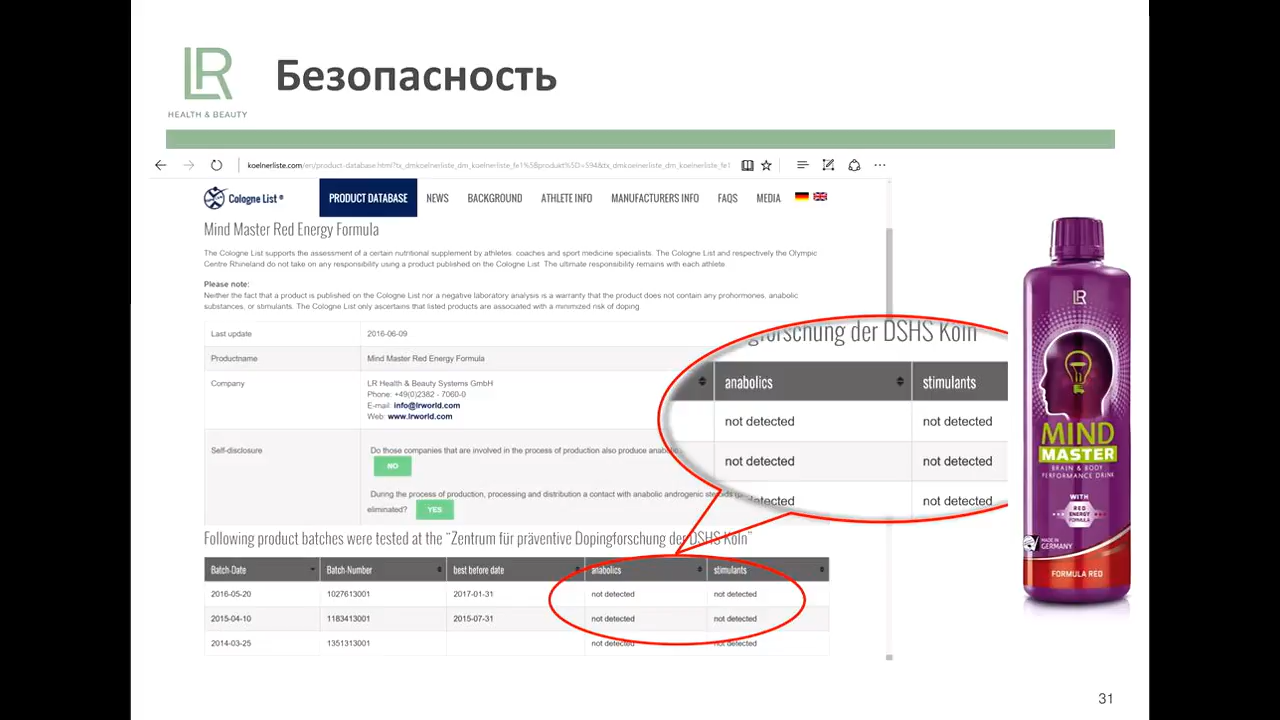 LR
HEALTH & BEAUTY
Безопасность
koelnerliste.com/en/product-database.html?tx_dmkoelnerliste_dm_koelnerliste_fe1%5Bprodukt%5D=594&tx_dmkoelnerliste_dm_koelnerliste_fe1
Cologne List ®
PRODUCT DATABASE NEWS BACKGROUND ATHLETE INFO MANUFACTURERS INFO FAQS MEDIA
Mind Master Red Energy Formula
The Cologne List supports the assessment of a certain nutritional supplement by athletes, coaches and sport medicine specialists. The Cologne List and respectively the Olympic
Centre Rhineland do not take on any responsibility using a product published on the Cologne List. The ultimate responsibility remains with each athlete.
Please note:
Neither the fact that a product is published on the Cologne List nor a negative laboratory analysis is a warranty that the product does not contain any prohormones, anabolic
substances, or stimulants. The Cologne List only ascertains that listed products are associated with a minimized risk of doping
Last update 2016-06-09
Productname Mind Master Red Energy Formula
Company LR Health & Beauty Systems GmbH
Phone: +49(0)2382 - 7060-0
E-mail: info@lrworld.com
Web: www.lrworld.com
Self-disclosure Do those companies that are involved in the process of production also produce
NO
During the process of production, processing and distribution a contact with anabolic androgenic steroids
eliminated? YES
Following product batches were tested at the "Zentrum für präventive Dopingforschung der DSHS Köln"
Batch-Date Batch-Number best before date anabolics stimulants
2016-05-20 1027613001 2017-01-31 not detected not detected
2015-04-10 1183413001 2015-07-31 not detected not detected
2014-03-25 1351313001 not detected not detected
gforschung der DSHS Köln
anabolics stimulants
not detected not detected
not detected not detected
detected not detected
LR
MIND
MASTER
BRAIN & BODY
PERFORMANCE DRINK
WITH
RED
ENERGY
FORMULA
MADE IN
GERMANY
FORMULA RED
31